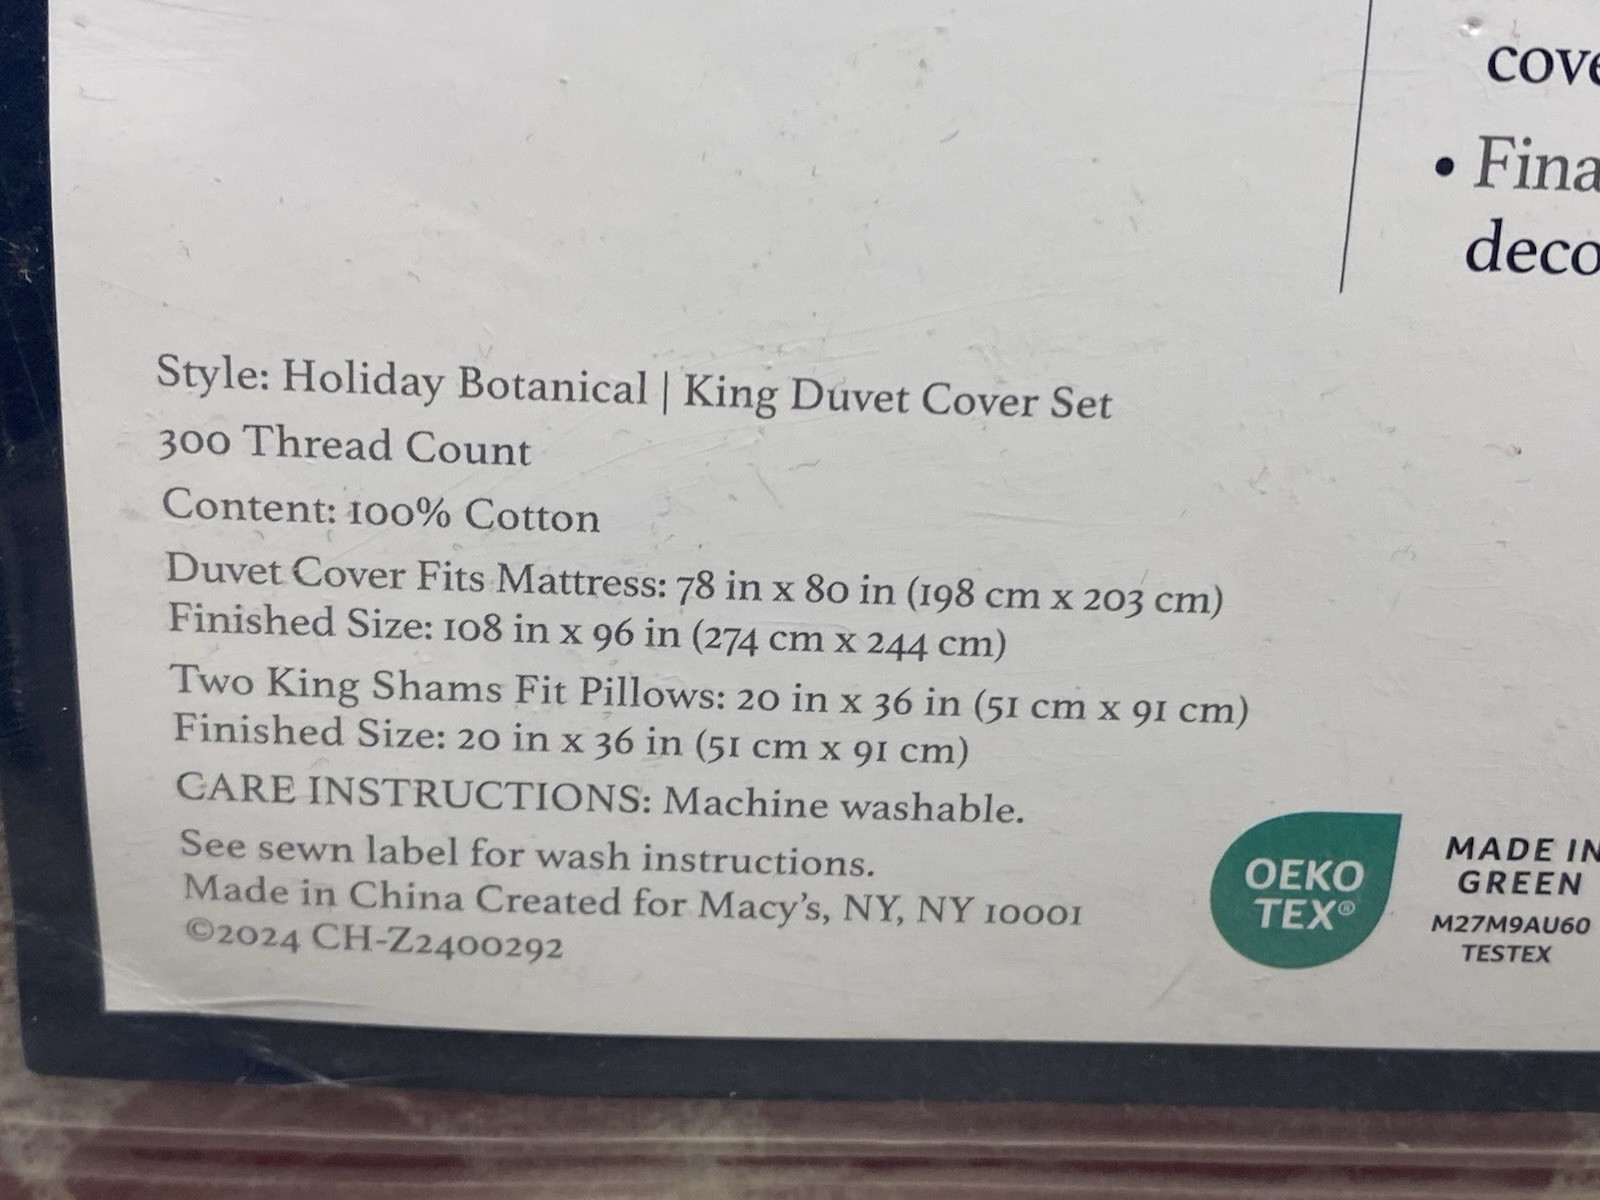 Style: Holiday Botanical | King Duvet Cover Set
300 Thread Count
Content: 100% Cotton
Duvet Cover Fits Mattress: 78 in x 80 in (198 cm x 203 cm)
Finished Size: 108 in x 96 in (274 cm x 244 cm)
Two King Shams Fit Pillows: 20 in x 36 in (51 cm x 91 cm)
Finished Size: 20 in x 36 in (51 cm x 91 cm)
CARE INSTRUCTIONS: Machine washable.
See sewn label for wash instructions.
Made in China Created for Macy's, NY, NY 10001
©2024 CH-Z2400292
OEKO
TEX®
MADE IN
GREEN
M27M9AU60
TESTEX